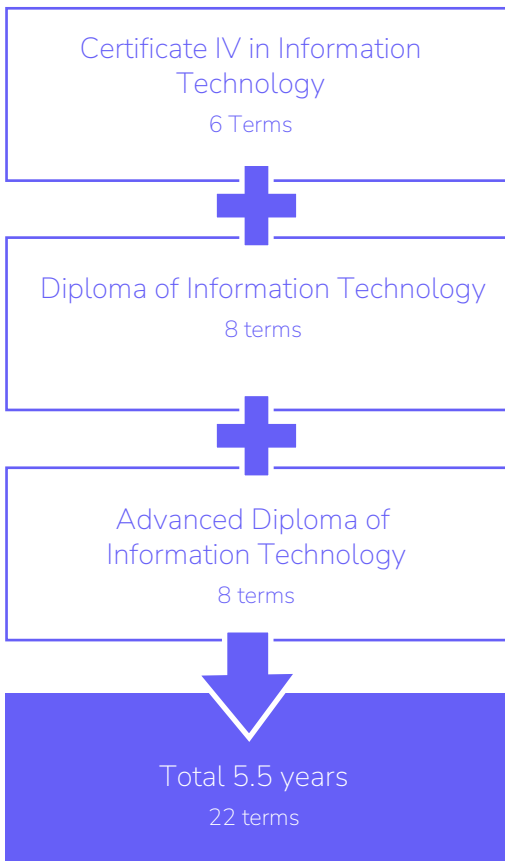 Certificate IV in Information
Technology
6 Terms
Diploma of Information Technology
8 terms
Advanced Diploma of
Information Technology
8 terms
Total 5.5 years
22 terms